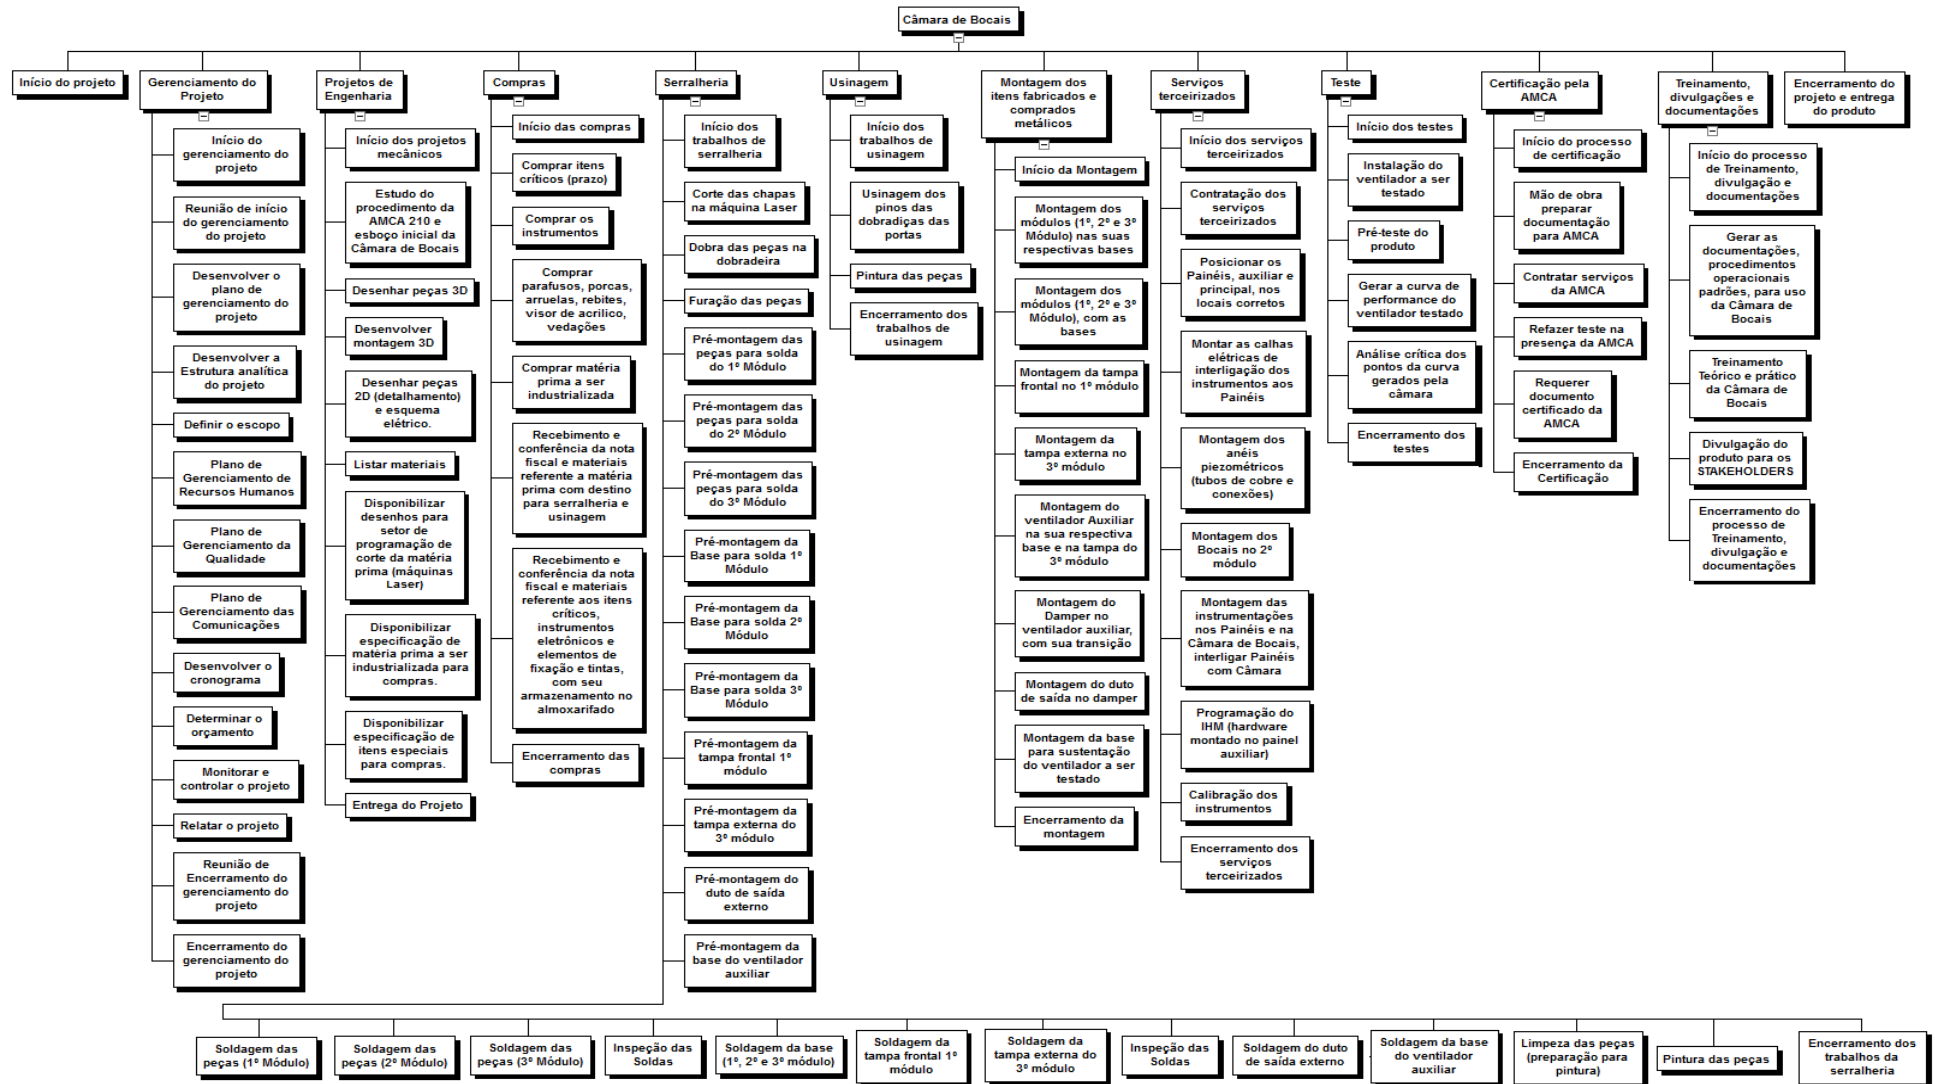 Câmara de Bocais
Início do projeto
Gerenciamento do
Projeto
Início do
gerenciamento do
projeto
Reunião de início
do gerenciamento
do projeto
Desenvolver o
plano de
gerenciamento do
projeto
Desenvolver a
Estrutura analítica
do projeto
Definir o escopo
Plano de
Gerenciamento de
Recursos Humanos
Plano de
Gerenciamento da
Qualidade
Plano de
Gerenciamento das
Comunicações
Desenvolver o
cronograma
Determinar o
orçamento
Monitorar e
controlar o projeto
Relatar o projeto
Reunião de
Encerramento do
gerenciamento do
projeto
Encerramento do
gerenciamento do
projeto
Projetos de
Engenharia
Início dos projetos
mecânicos
Estudo do
procedimento da
AMCA 210 e
esboço inicial da
Câmara de Bocais
Desenhar peças 3D
Desenvolver
montagem 3D
Desenhar peças
2D (detalhamento)
e esquema
elétrico.
Listar materiais
Disponibilizar
desenhos para
setor de
programação de
corte da matéria
prima (máquinas
Laser)
Disponibilizar
especificação de
matéria prima a ser
industrializada para
compras.
Disponibilizar
especificação de
itens especiais
para compras.
Entrega do Projeto
Compras
Início das compras
Comprar itens
críticos (prazo)
Comprar os
instrumentos
Comprar
parafusos, porcas,
arruelas, rebites,
visor de acrilico,
vedações
Comprar matéria
prima a ser
industrializada
Recebimento e
conferência da nota
fiscal e materiais
referente a matéria
prima com destino
para serralheria e
usinagem
Recebimento e
conferência da nota
fiscal e materiais
referente aos itens
críticos,
instrumentos
eletrônicos e
elementos de
fixação e tintas,
com seu
armazenamento no
almoxarifado
Encerramento das
compras
Serralheria
Início dos
trabalhos de
serralheria
Corte das chapas
na máquina Laser
Dobra das peças na
dobradeira
Furação das peças
Pré-montagem das
peças para solda
do 1º Módulo
Pré-montagem das
peças para solda
do 2º Módulo
Pré-montagem das
peças para solda
do 3º Módulo
Pré-montagem da
Base para solda 1º
Módulo
Pré-montagem da
Base para solda 2º
Módulo
Pré-montagem da
Base para solda 3º
Módulo
Pré-montagem da
tampa frontal 1º
módulo
Pré-montagem da
tampa externa do
3º módulo
Pré-montagem do
duto de saída
externo
Pré-montagem da
base do ventilador
auxiliar
Soldagem das
peças (1º Módulo)
Soldagem das
peças (2º Módulo)
Soldagem das
peças (3º Módulo)
Inspeção das
Soldas
Soldagem da base
(1º, 2º e 3º módulo)
Soldagem da
tampa frontal 1º
módulo
Soldagem da
tampa externa do
3º módulo
Inspeção das
Soldas
Soldagem do duto
de saída externo
Soldagem da base
do ventilador
auxiliar
Limpeza das peças
(preparação para
pintura)
Pintura das peças
Encerramento dos
trabalhos da
serralheria
Usinagem
Início dos
trabalhos de
usinagem
Usinagem dos
pinos das
dobradiças das
portas
Pintura das peças
Encerramento dos
trabalhos de
usinagem
Montagem dos
itens fabricados e
comprados
metálicos
Início da Montagem
Montagem dos
módulos (1º, 2º e 3º
Módulo) nas suas
respectivas bases
Montagem dos
módulos (1º, 2º e 3º
Módulo), com as
bases
Montagem da tampa
frontal no 1º módulo
Montagem da
tampa externa no
3º módulo
Montagem do
ventilador Auxiliar
na sua respectiva
base e na tampa do
3º módulo
Montagem do
Damper no
ventilador auxiliar,
com sua transição
Montagem do duto
de saída no damper
Montagem da base
para sustentação
do ventilador a ser
testado
Encerramento da
montagem
Serviços
terceirizados
Início dos serviços
terceirizados
Contratação dos
serviços
terceirizados
Posicionar os
Painéis, auxiliar e
principal, nos
locais corretos
Montar as calhas
elétricas de
interligação dos
instrumentos aos
Painéis
Montagem dos
anéis
piezométricos
(tubos de cobre e
conexões)
Montagem dos
Bocais no 2º
módulo
Montagem das
instrumentações
nos Painéis e na
Câmara de Bocais,
interligar Painéis
com Câmara
Programação do
IHM (hardware
montado no painel
auxiliar)
Calibração dos
instrumentos
Encerramento dos
serviços
terceirizados
Teste
Início dos testes
Instalação do
ventilador a ser
testado
Pré-teste do
produto
Gerar a curva de
performance do
ventilador testado
Análise crítica dos
pontos da curva
gerados pela
câmara
Encerramento dos
testes
Certificação pela
AMCA
Início do processo
de certificação
Mão de obra
preparar
documentação
para AMCA
Contratar serviços
da AMCA
Refazer teste na
presença da AMCA
Requerer
documento
certificado da
AMCA
Encerramento da
Certificação
Treinamento,
divulgações e
documentações
Início do processo
de Treinamento,
divulgação e
documentações
Gerar as
documentações,
procedimentos
operacionais
padrões, para uso
da Câmara de
Bocais
Treinamento
Teórico e prático
da Câmara de
Bocais
Divulgação do
produto para os
STAKEHOLDERS
Encerramento do
processo de
Treinamento,
divulgação e
documentações
Encerramento do
projeto e entrega
do produto